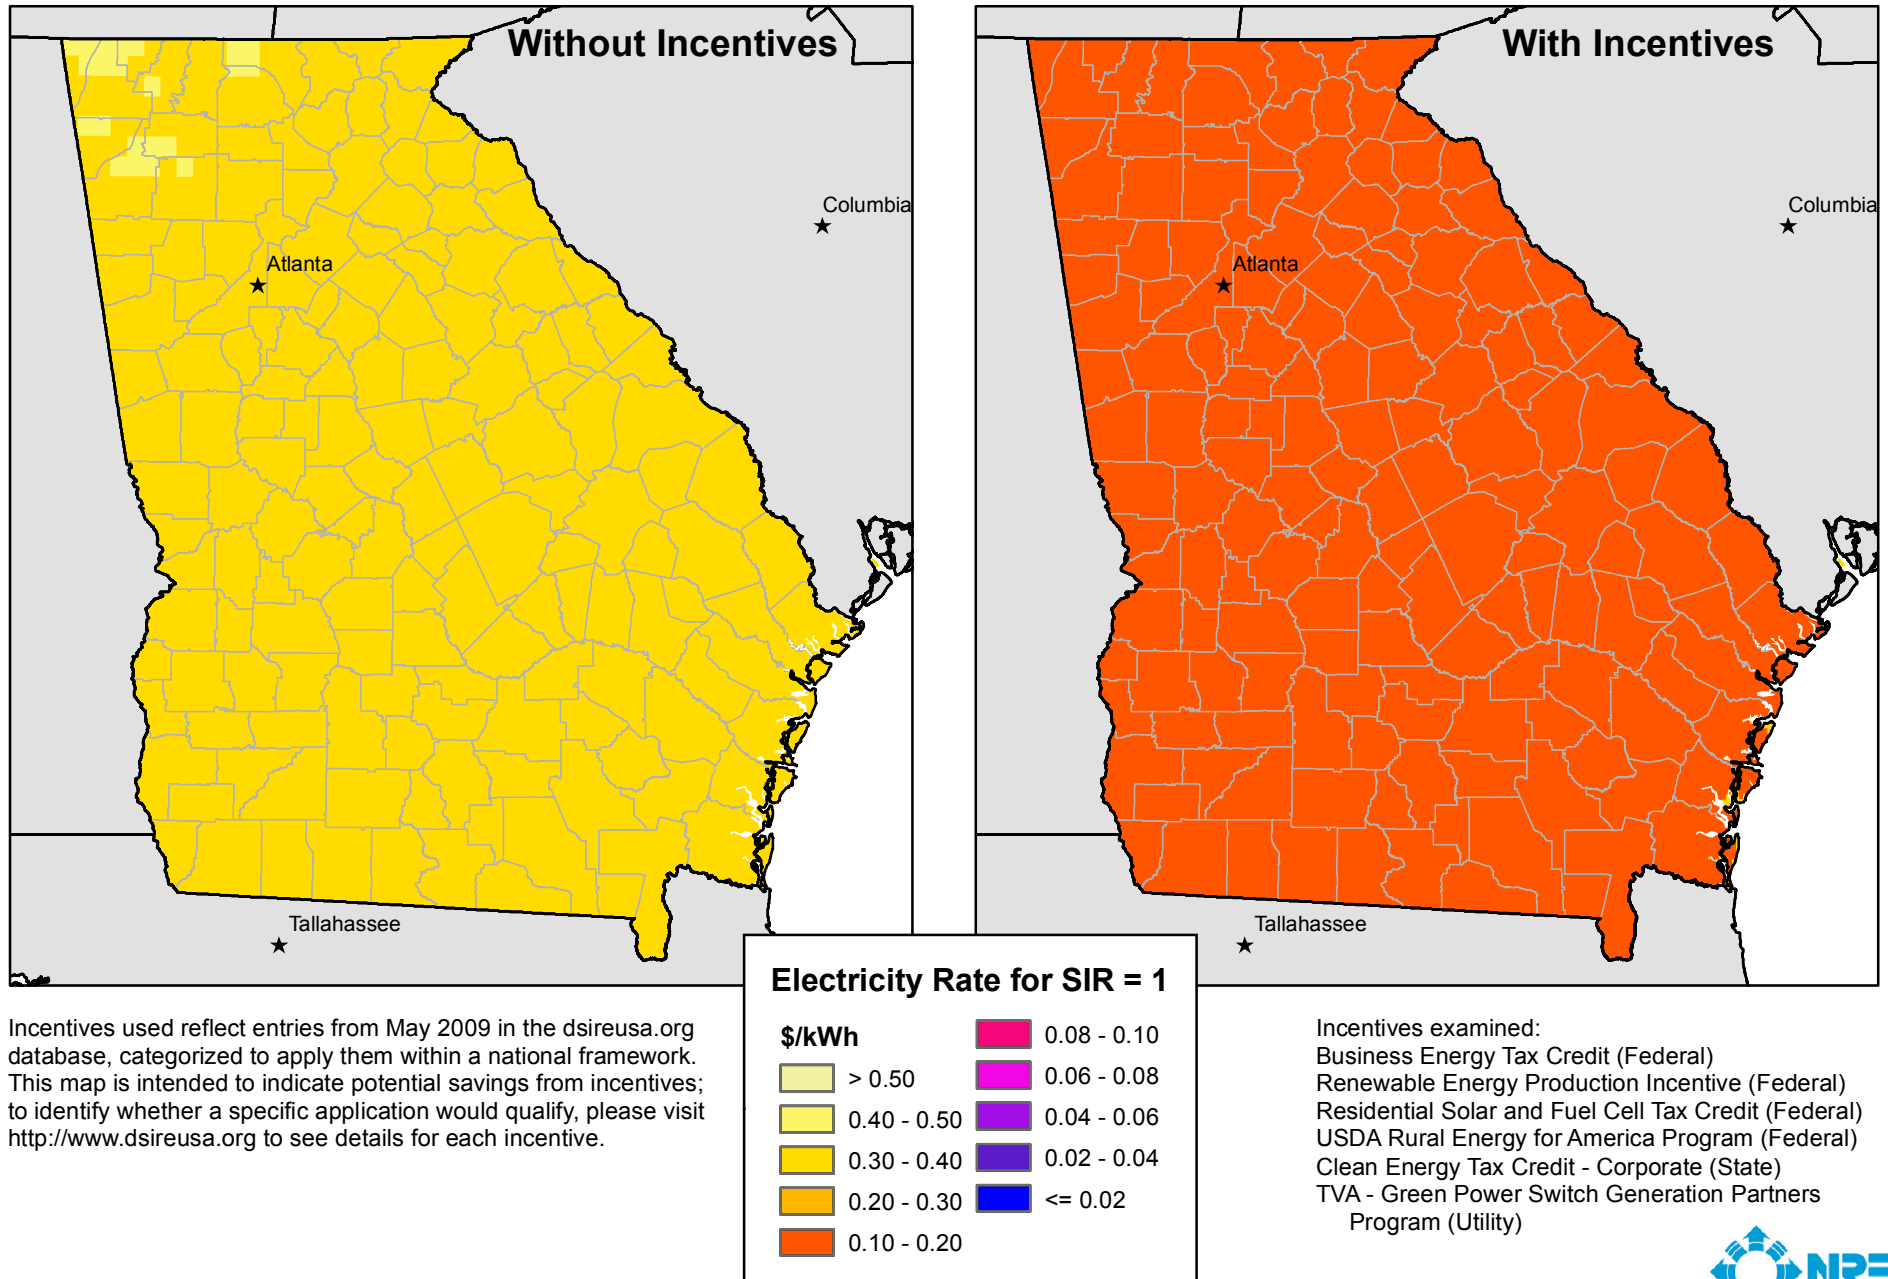 Without Incentives
Columbia
Atlanta
Tallahassee
With Incentives
Columbia
Atlanta
Tallahassee
Electricity Rate for SIR = 1
$/kWh
> 0.50
0.40 - 0.50
0.30 - 0.40
0.20 - 0.30
0.10 - 0.20
0.08 - 0.10
0.06 - 0.08
0.04 - 0.06
0.02 - 0.04
<= 0.02
Incentives used reflect entries from May 2009 in the dsireusa.org
database, categorized to apply them within a national framework.
This map is intended to indicate potential savings from incentives;
to identify whether a specific application would qualify, please visit
http://www.dsireusa.org to see details for each incentive.
Incentives examined:
Business Energy Tax Credit (Federal)
Renewable Energy Production Incentive (Federal)
Residential Solar and Fuel Cell Tax Credit (Federal)
USDA Rural Energy for America Program (Federal)
Clean Energy Tax Credit - Corporate (State)
TVA - Green Power Switch Generation Partners
Program (Utility)